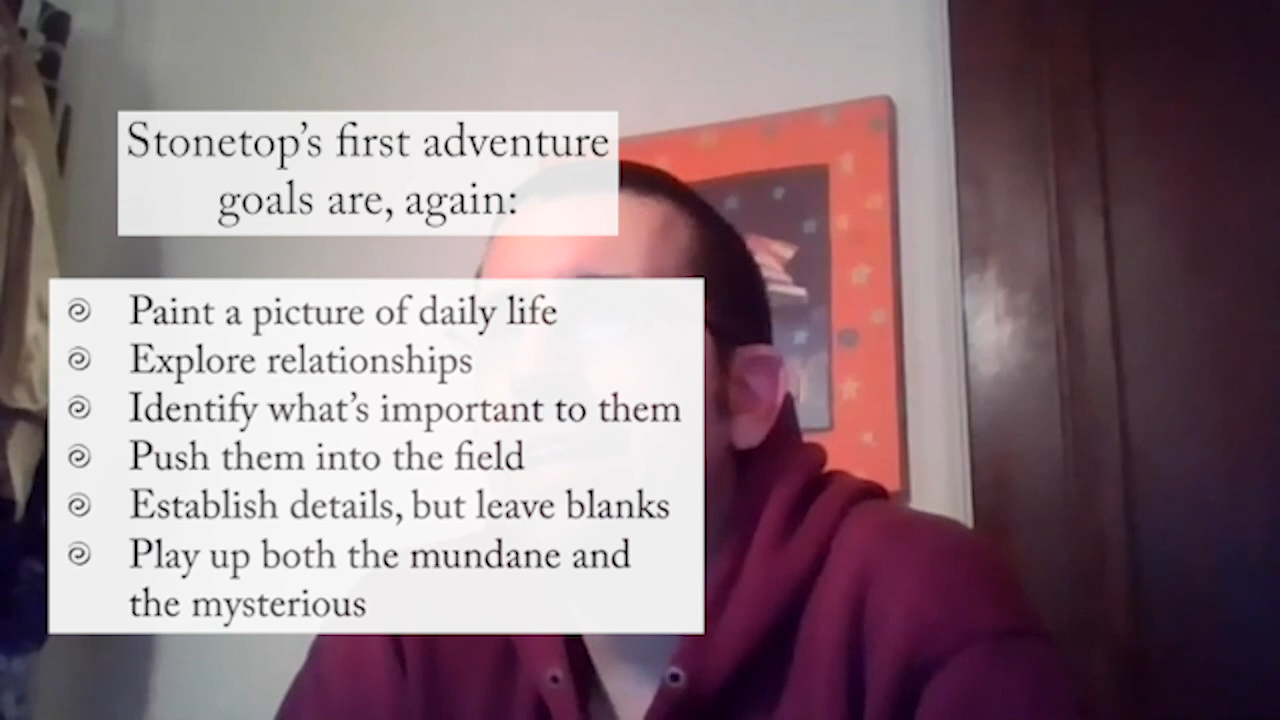 Stonetop's first adventure
goals are, again:
Paint a picture of daily life
Explore relationships
Identify what's important to them
Push them into the field
Establish details, but leave blanks
Play up both the mundane and
the mysterious